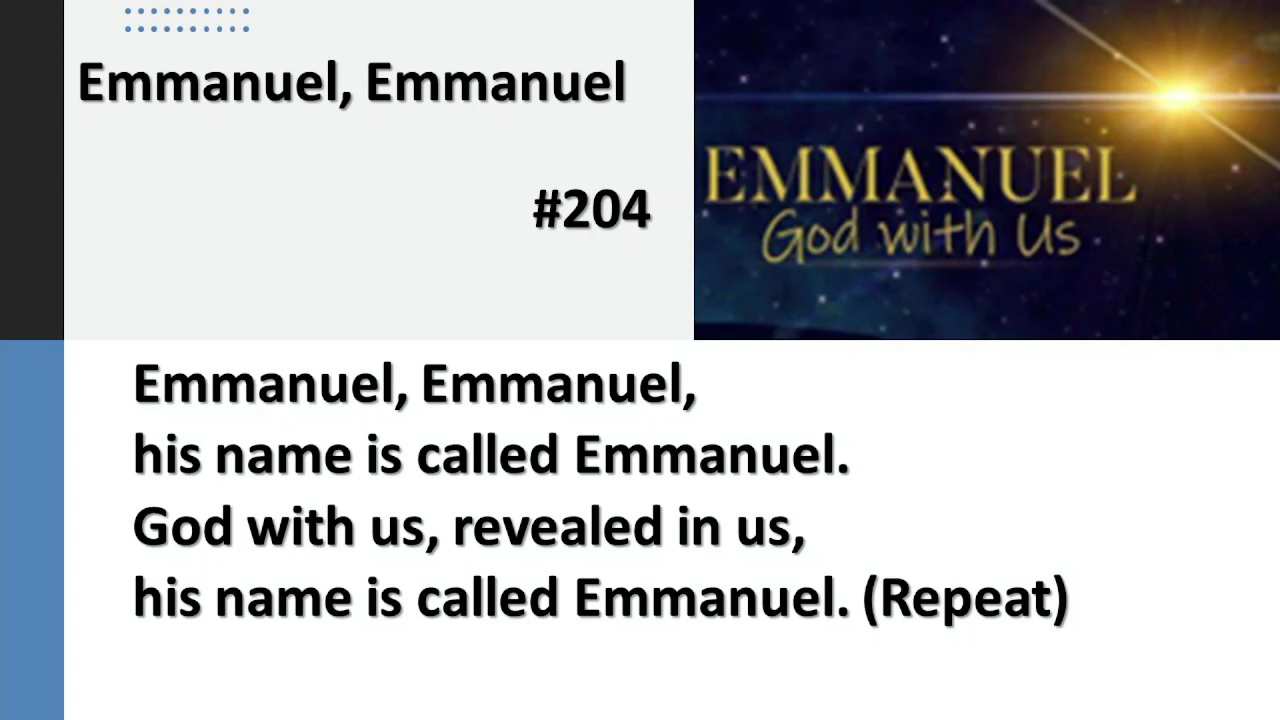 Emmanuel, Emmanuel
#204
EMMANUEL
God with Us
Emmanuel, Emmanuel,
his name is called Emmanuel.
God with us, revealed in us,
his name is called Emmanuel. (Repeat)